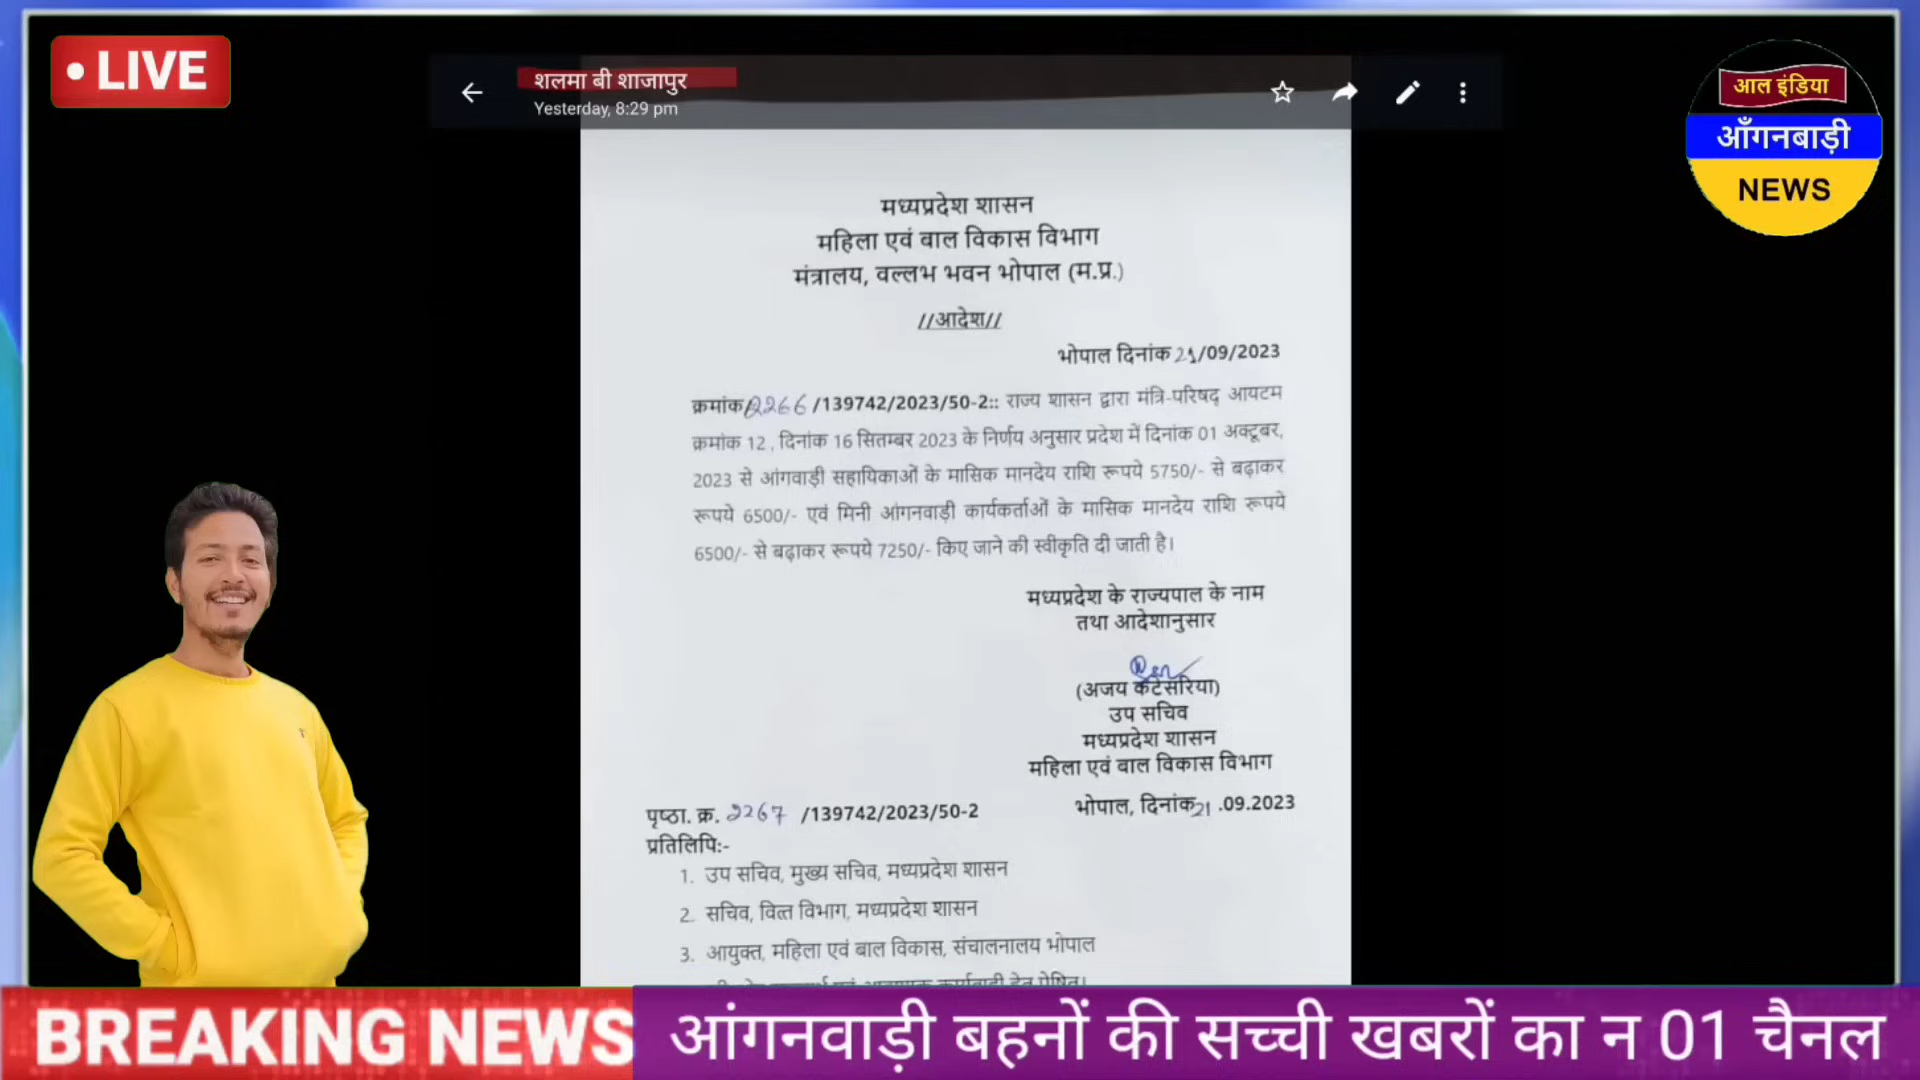 • LIVE
शलमा बी शाजापुर
Yesterday, 8:29 pm
आल इंडिया
आँगनबाड़ी
NEWS
मध्यप्रदेश शासन
महिला एवं बाल विकास विभाग
मंत्रालय, वल्लभ भवन भोपाल (म.प्र.)
//आदेश//
भोपाल दिनांक 21/09/2023
क्रमांक/2266/139742/2023/50-2:: राज्य शासन द्वारा मंत्रि-परिषद् आयटम
क्रमांक 12, दिनांक 16 सितम्बर 2023 के निर्णय अनुसार प्रदेश में दिनांक 01 अक्टूबर,
2023 से आंगवाड़ी सहायिकाओं के मासिक मानदेय राशि रूपये 5750/- से बढ़ाकर
रूपये 6500/- एवं मिनी आंगनवाड़ी कार्यकर्ताओं के मासिक मानदेय राशि रूपये
6500/- से बढ़ाकर रूपये 7250/- किए जाने की स्वीकृति दी जाती है।
मध्यप्रदेश के राज्यपाल के नाम
तथा आदेशानुसार
(अजय कटेसरिया)
उप सचिव
मध्यप्रदेश शासन
महिला एवं बाल विकास विभाग
पृष्ठा. क्र. 2267 /139742/2023/50-2
भोपाल, दिनांक 21 .09.2023
प्रतिलिपि:-
1. उप सचिव, मुख्य सचिव, मध्यप्रदेश शासन
2. सचिव, वित्त विभाग, मध्यप्रदेश शासन
3. आयुक्त, महिला एवं बाल विकास, संचालनालय भोपाल
BREAKING NEWS
आंगनवाड़ी बहनों की सच्ची खबरों का न 01 चैनल